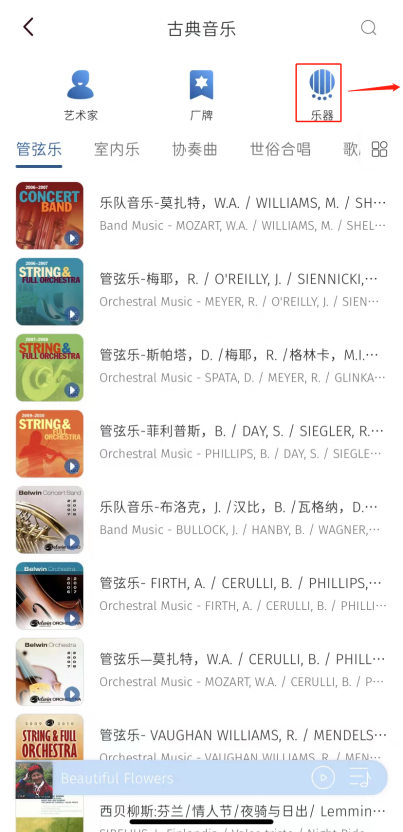 古典音乐
艺术家
厂牌
乐器
管弦乐 室内乐 协奏曲 世俗合唱 歌
2006-2007
CONCERT
BAND
乐队音乐-莫扎特，W.A. / WILLIAMS, M. / SH···
Band Music - MOZART, W.A. / WILLIAMS, M. / SHEL···
2006-2007
STRING &
FULL ORCHESTRA
管弦乐-梅耶，R. / O'REILLY, J. / SIENNICKI,···
Orchestral Music - MEYER, R. / O'REILLY, J. / SIEN···
STRING &
FULL ORCHESTRA
管弦乐-斯帕塔，D. /梅耶，R. /格林卡，M.I.···
Orchestral Music - SPATA, D. / MEYER, R. / GLINKA···
2009-2010
STRING &
FULL
ORCHESTRA
管弦乐-菲利普斯，B. / DAY, S. / SIEGLER, R.···
Orchestral Music - PHILLIPS, B. / DAY, S. / SIEGLE···
Belwin Concert Band
乐队音乐-布洛克，J. /汉比，B. /瓦格纳，D.···
Band Music - BULLOCK, J. / HANBY, B. / WAGNER,···
Belwin Orchestra
管弦乐- FIRTH, A. / CERULLI, B. / PHILLIPS,···
Orchestral Music - FIRTH, A. / CERULLI, B. / PHILLI···
Belwin Orchestra
管弦乐—莫扎特，W.A. / CERULLI, B. / PHILL···
Orchestral Music - MOZART, W.A. / CERULLI, B. / P···
2009 2010
STRING & FULL
ORCHESTRA
管弦乐- VAUGHAN WILLIAMS, R. / MENDELS···
Orchestral Music - VAUGHAN WILLIAMS, R. / MEN···
Beautiful Flowers
西贝柳斯:芬兰/情人节/夜骑与日出/ Lemmin···
SIBELIUS, J.: Finlandia / Valse triste / Night Ride···